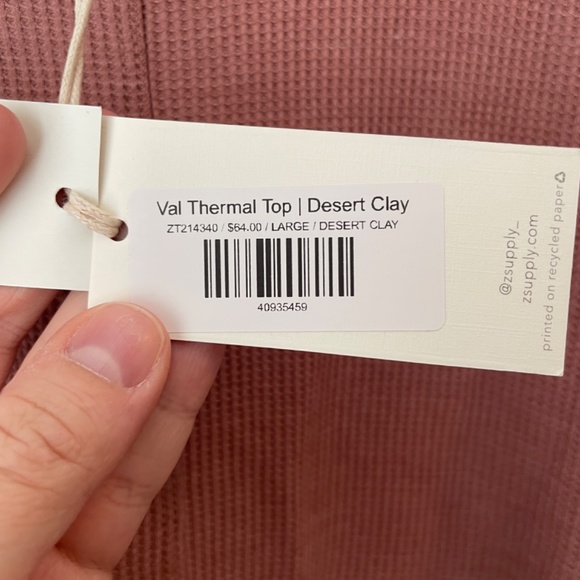 Val Thermal Top | Desert Clay
ZT214340 / $64.00 / LARGE / DESERT CLAY
40935459
@zsupply_
zsupply.com
printed on recycled paper